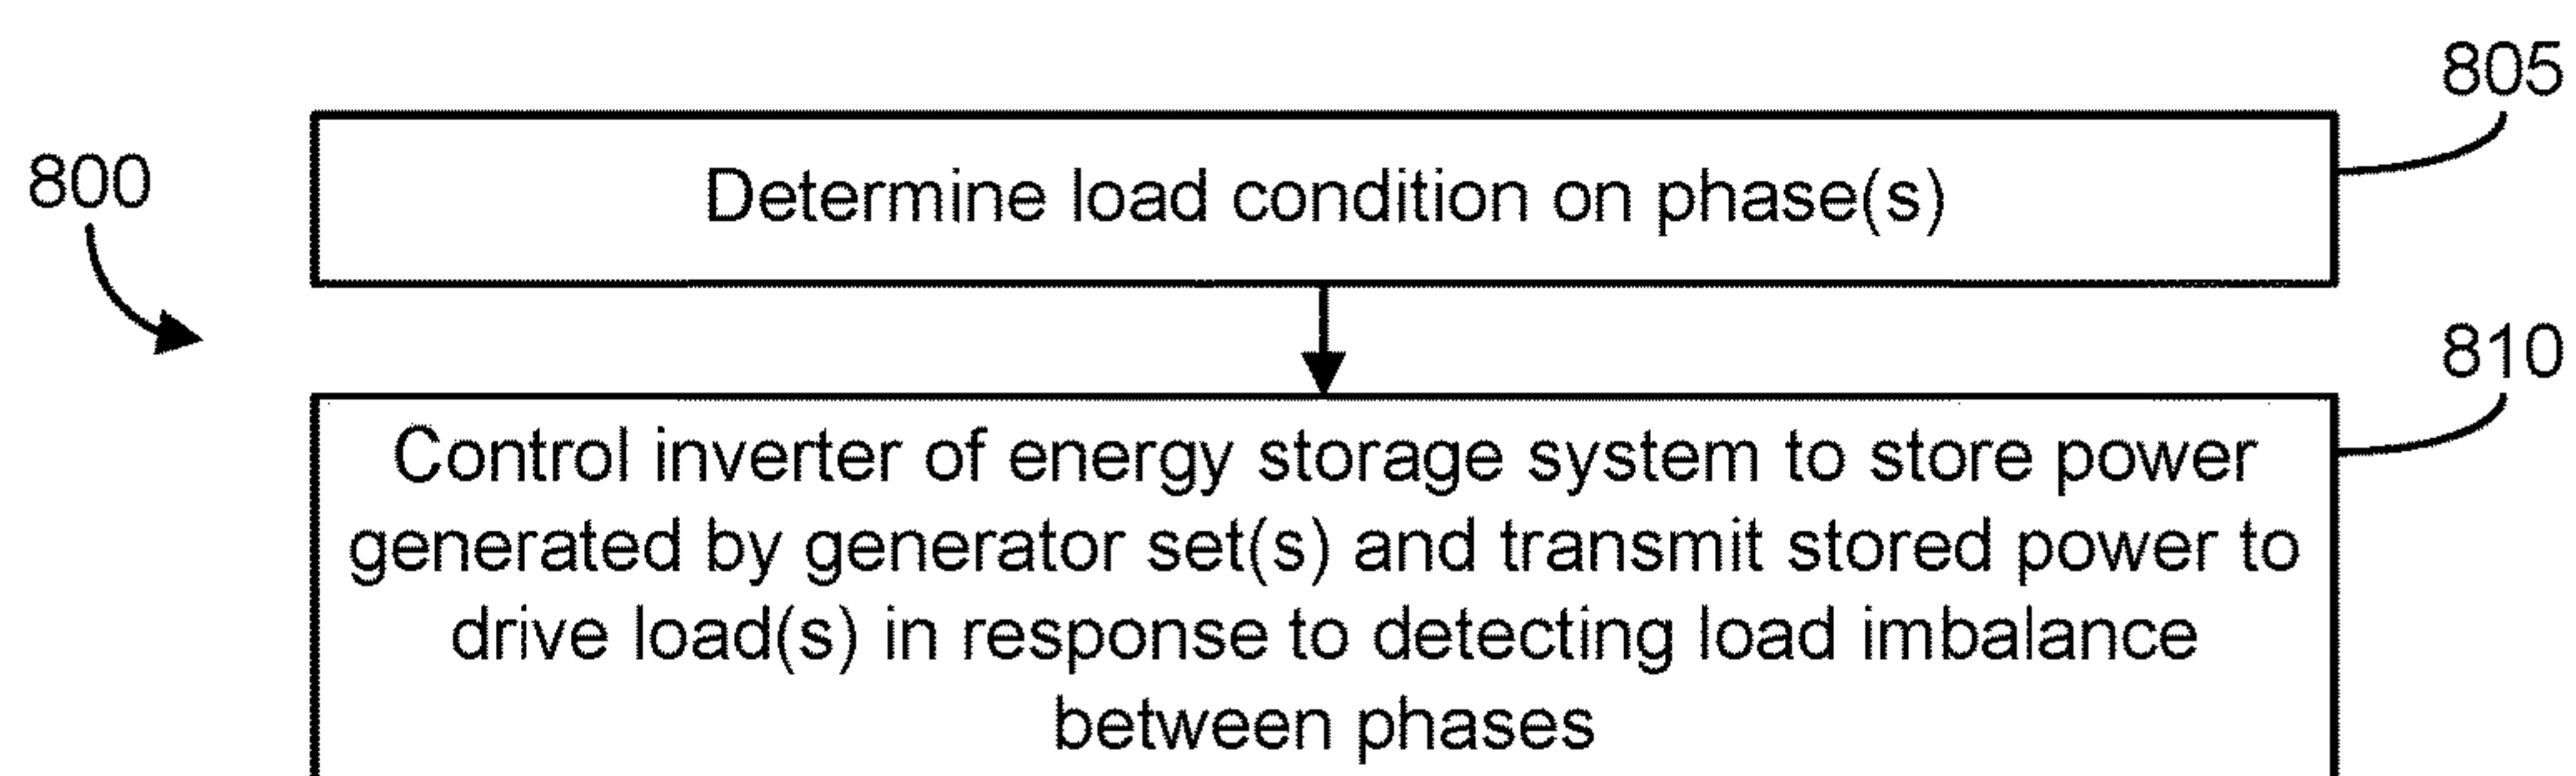 805
800
Determine load condition on phase(s)
810
Control inverter of energy storage system to store power
generated by generator set(s) and transmit stored power to
drive load(s) in response to detecting load imbalance
between phases